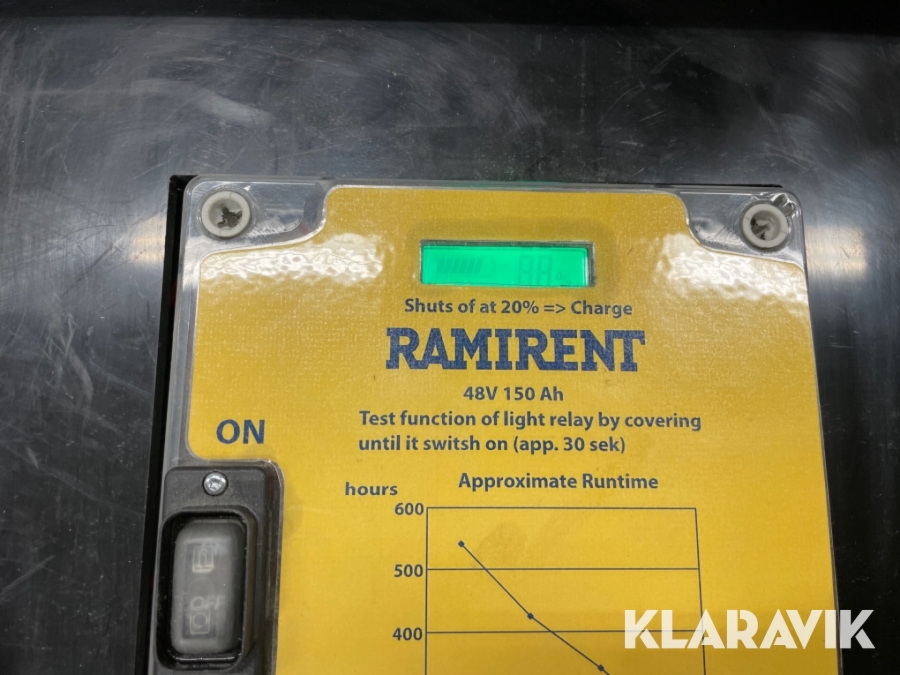 Shuts of at 20% => Charge
RAMIRENT
48V 150 Ah
Test function of light relay by covering
until it switsh on (app. 30 sek)
ON
hours
Approximate Runtime
600
500
400
OFF
KLARAVIK